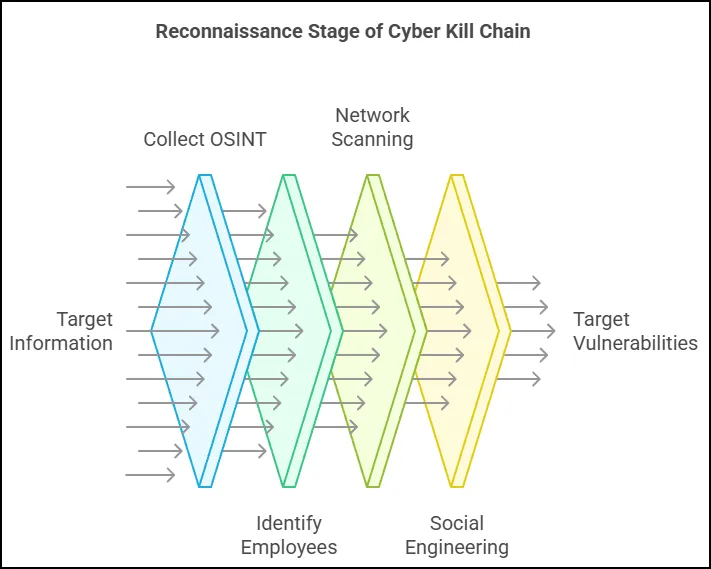 Reconnaissance Stage of Cyber Kill Chain
Network
Scanning
Collect OSINT
Target
Information
Target
Vulnerabilities
Identify
Employees
Social
Engineering